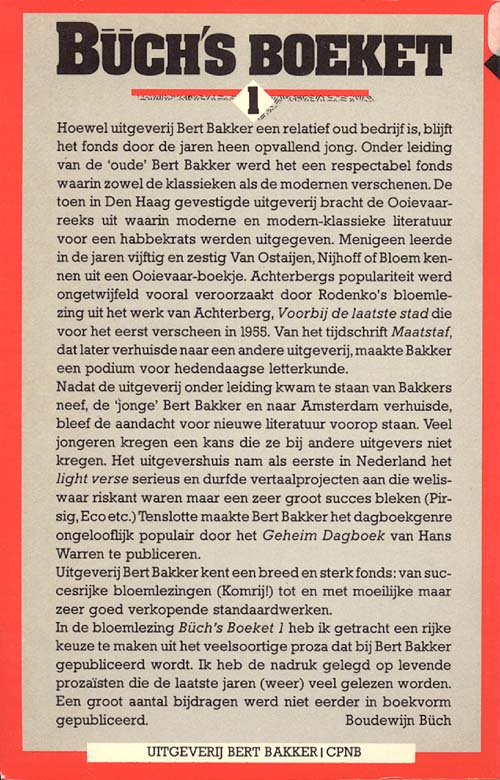 BÜCH'S BOEKET
1
Hoewel uitgeverij Bert Bakker een relatief oud bedrijf is, blijft
het fonds door de jaren heen opvallend jong. Onder leiding
van de 'oude' Bert Bakker werd het een respectabel fonds
waarin zowel de klassieken als de modernen verschenen. De
toen in Den Haag gevestigde uitgeverij bracht de Ooievaar-
reeks uit waarin moderne en modern-klassieke literatuur
voor een habbekrats werden uitgegeven. Menigeen leerde
in de jaren vijftig en zestig Van Ostaijen, Nijhoff of Bloem ken-
nen uit een Ooievaar-boekje. Achterbergs populariteit werd
ongetwijfeld vooral veroorzaakt door Rodenko's bloemle-
zing uit het werk van Achterberg, Voorbij de laatste stad die
voor het eerst verscheen in 1955. Van het tijdschrift Maatstaf,
dat later verhuisde naar een andere uitgeverij, maakte Bakker
een podium voor hedendaagse letterkunde.
Nadat de uitgeverij onder leiding kwam te staan van Bakkers
neef, de 'jonge' Bert Bakker en naar Amsterdam verhuisde,
bleef de aandacht voor nieuwe literatuur voorop staan. Veel
jongeren kregen een kans die ze bij andere uitgevers niet
kregen. Het uitgevershuis nam als eerste in Nederland het
light verse serieus en durfde vertaalprojecten aan die welis-
waar riskant waren maar een zeer groot succes bleken (Pir-
sig, Eco etc.) Tenslotte maakte Bert Bakker het dagboekgenre
ongelooflijk populair door het Geheim Dagboek van Hans
Warren te publiceren.
Uitgeverij Bert Bakker kent een breed en sterk fonds: van suc-
cesrijke bloemlezingen (Komrij!) tot en met moeilijke maar
zeer goed verkopende standaardwerken.
In de bloemlezing Büch's Boeket 1 heb ik getracht een rijke
keuze te maken uit het veelsoortige proza dat bij Bert Bakker
gepubliceerd wordt. Ik heb de nadruk gelegd op levende
prozaïsten die de laatste jaren (weer) veel gelezen worden.
Een groot aantal bijdragen werd niet eerder in boekvorm
gepubliceerd. Boudewijn Büch
UITGEVERIJ BERT BAKKER | CPNB